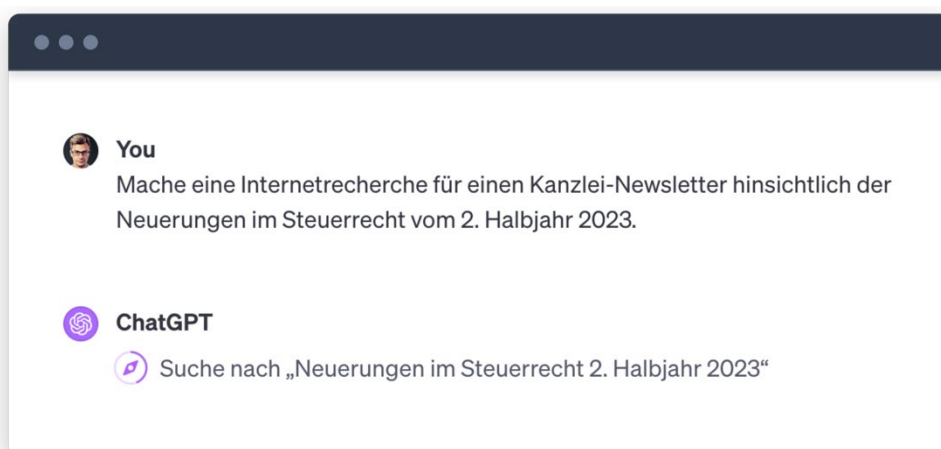 You
Mache eine Internetrecherche für einen Kanzlei-Newsletter hinsichtlich der
Neuerungen im Steuerrecht vom 2. Halbjahr 2023.
ChatGPT
Suche nach „Neuerungen im Steuerrecht 2. Halbjahr 2023“